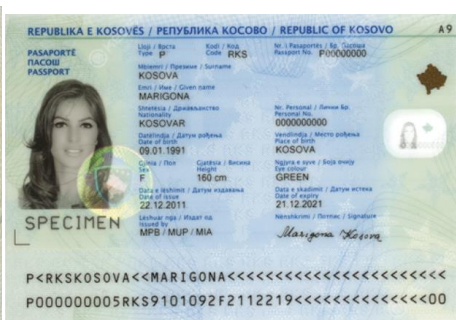 REPUBLIKA E KOSOVËS / РЕПУБЛИКА КОСОВО / REPUBLIC OF KOSOVO A9
PASAPORTË
ПАСОШ
PASSPORT
Lloji / Врста Kodi / Код Nr. i Pasaportës / Бр. Пасоша
Type P Code RKS Passport No. P00000000
Mbiemri / Презиме / Surname
KOSOVA
Emri / Име / Given name
MARIGONA
Shtetësia / Држављанство Nr. Personal / Лични Бр.
Nationality Personal No.
KOSOVAR 0000000000
Datëlindja / Датум рођења Vendlindja / Место рођења
Date of birth Place of birth
09.01.1991 KOSOVA
Gjinia / Пол Gjatësia / Висина Ngjyra e syve / Боја очију
Sex Height Eye colour
F 160 cm GREEN
Data e lëshimit / Датум издавања Data e skadimit / Датум истека
Date of issue Date of expiry
22.12.2011 21.12.2021
Lëshuar nga / Издат од Nënshkrimi / Потпис / Signature
Issued by
MPB / MUP / MIA Marigona Kosova
SPECIMEN
P<RKSKOSOVA<<MARIGONA<<<<<<<<<<<<<<<<<<<<<<<
P000000005RKS9101092F2112219<<<<<<<<<<<<<<00